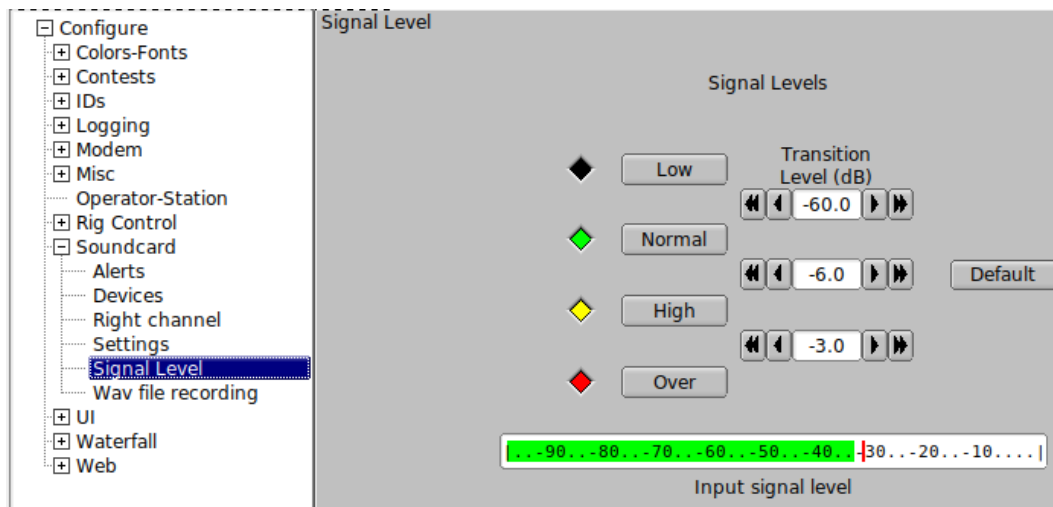 Configure
Colors-Fonts
Contests
IDs
Logging
Modem
Misc
Operator-Station
Rig Control
Soundcard
Alerts
Devices
Right channel
Settings
Signal Level
Wav file recording
UI
Waterfall
Web
Signal Level
Signal Levels
Transition
Level (dB)
Low
-60.0
Normal
-6.0
Default
High
-3.0
Over
|..-90..-80..-70..-60..-50..-40..-30..-20..-10....|
Input signal level